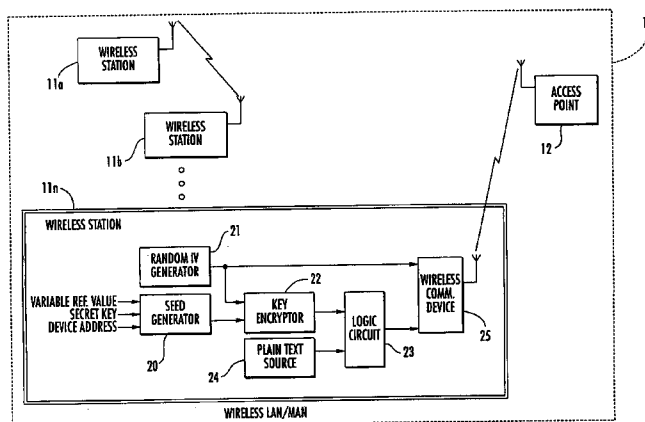 WIRELESS
STATION
11a
WIRELESS
STATION
11b
ACCESS
POINT
12
11n
WIRELESS STATION
21
RANDOM IV
GENERATOR
22
VARIABLE REF. VALUE
SECRET KEY
DEVICE ADDRESS
SEED
GENERATOR
20
KEY
ENCRYPTOR
LOGIC
CIRCUIT
23
WIRELESS
COMM.
DEVICE
25
PLAIN TEXT
SOURCE
24
WIRELESS LAN/MAN